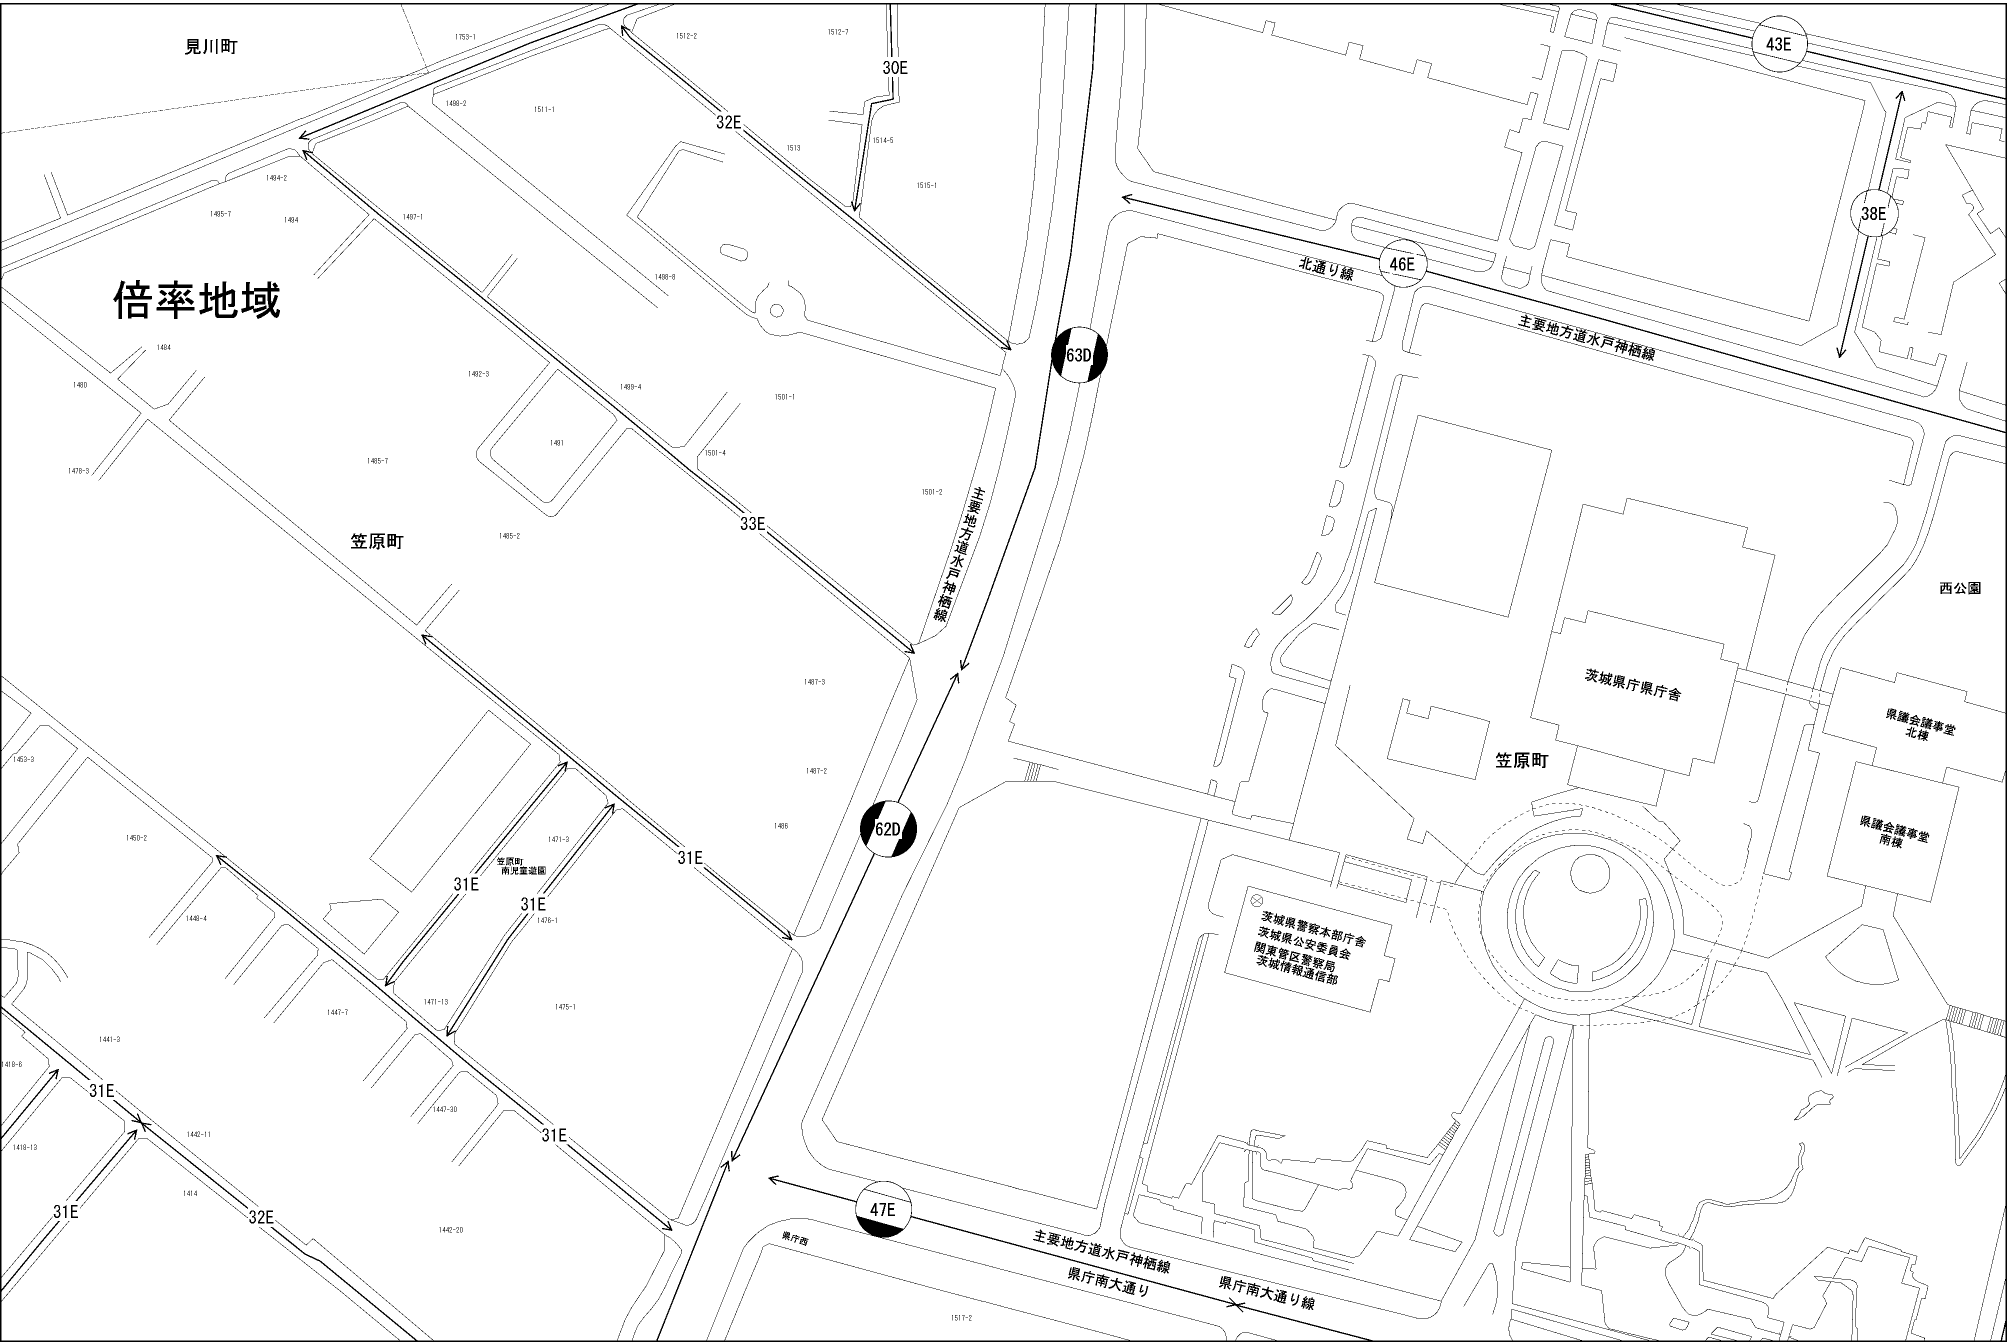 見川町
1753-1
1512-2
1512-7
43E
30E
32E
1498-2
1511-1
1513
1514-5
1515-1
1494-2
1495-7
1494
1497-1
38E
46E
北通り線
1498-8
倍率地域
主要地方道水戸神栖線
63D
1484
1480
1492-3
1499-4
1501-1
1491
1501-4
1485-7
1478-3
1501-2
主要地方道水戸神栖線
33E
笠原町
1485-2
西公園
1487-3
茨城県庁県庁舎
県議会議事堂
北棟
1453-3
1487-2
笠原町
1450-2
1486
62D
県議会議事堂
南棟
1471-3
31E
笠原町
南児童遊園
31E
31E
1476-1
1448-4
茨城県警察本部庁舎
茨城県公安委員会
関東管区警察局
茨城情報通信部
1471-13
1475-1
1447-7
1441-3
1418-6
31E
1447-30
1442-11
31E
1418-13
1414
31E
32E
1442-20
47E
県庁西
主要地方道水戸神栖線
県庁南大通り
県庁南大通り線
1517-2